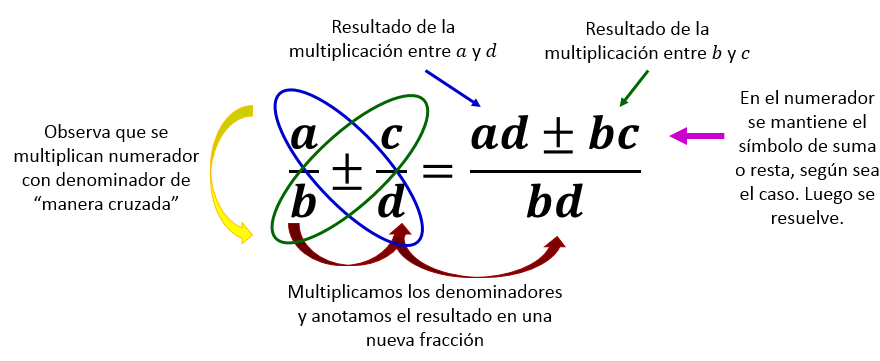 Resultado de la
multiplicación entre a y d
Resultado de la
multiplicación entre b y c
Observa que se
multiplican numerador
con denominador de
“manera cruzada”
a/b ± c/d = (ad ± bc)/bd
En el numerador
se mantiene el
símbolo de suma
o resta, según sea
el caso. Luego se
resuelve.
Multiplicamos los denominadores
y anotamos el resultado en una
nueva fracción